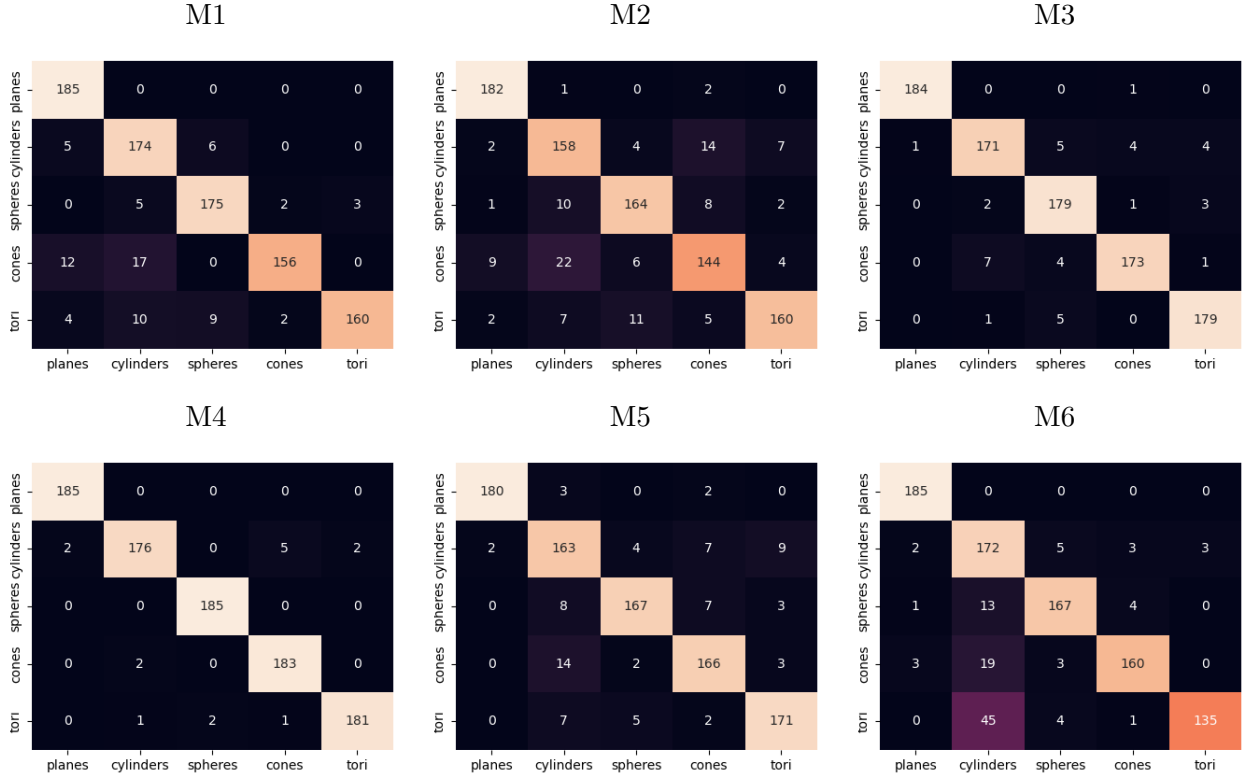 M1 M2 M3
planes 185 0 0 0 0
cylinders 5 174 6 0 0
spheres 0 5 175 2 3
cones 12 17 0 156 0
tori 4 10 9 2 160
planes cylinders spheres cones tori
planes 182 1 0 2 0
cylinders 2 158 4 14 7
spheres 1 10 164 8 2
cones 9 22 6 144 4
tori 2 7 11 5 160
planes cylinders spheres cones tori
planes 184 0 0 1 0
cylinders 1 171 5 4 4
spheres 0 2 179 1 3
cones 0 7 4 173 1
tori 0 1 5 0 179
planes cylinders spheres cones tori
M4 M5 M6
planes 185 0 0 0 0
cylinders 2 176 0 5 2
spheres 0 0 185 0 0
cones 0 2 0 183 0
tori 0 1 2 1 181
planes cylinders spheres cones tori
planes 180 3 0 2 0
cylinders 2 163 4 7 9
spheres 0 8 167 7 3
cones 0 14 2 166 3
tori 0 7 5 2 171
planes cylinders spheres cones tori
planes 185 0 0 0 0
cylinders 2 172 5 3 3
spheres 1 13 167 4 0
cones 3 19 3 160 0
tori 0 45 4 1 135
planes cylinders spheres cones tori